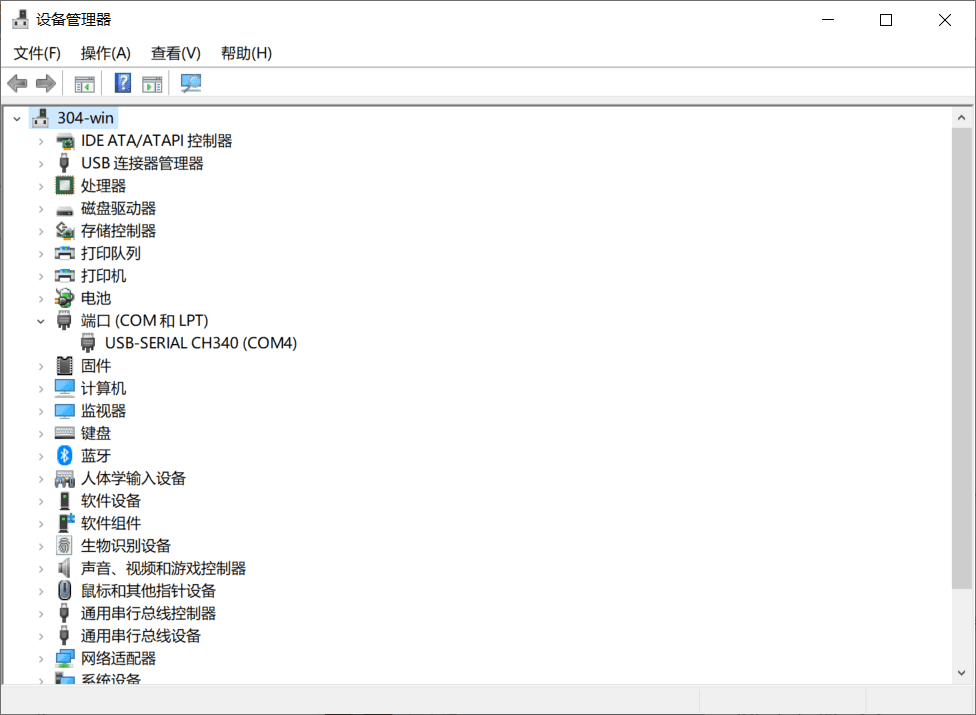 设备管理器
文件(F) 操作(A) 查看(V) 帮助(H)
304-win
IDE ATA/ATAPI 控制器
USB 连接器管理器
处理器
磁盘驱动器
存储控制器
打印队列
打印机
电池
端口 (COM 和 LPT)
USB-SERIAL CH340 (COM4)
固件
计算机
监视器
键盘
蓝牙
人体学输入设备
软件设备
软件组件
生物识别设备
声音、视频和游戏控制器
鼠标和其他指针设备
通用串行总线控制器
通用串行总线设备
网络适配器
系统设备